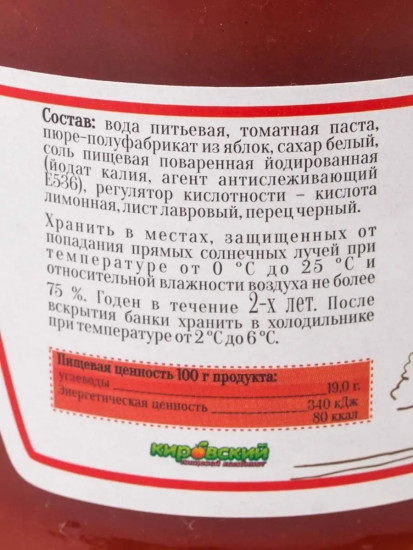 Состав: вода питьевая, томатная паста,
пюре-полуфабрикат из яблок, сахар белый,
соль пищевая поваренная йодированная
(йодат калия, агент антислеживающий
Е536), регулятор кислотности – кислота
лимонная, лист лавровый, перец черный.
Хранить в местах, защищенных от
попадания прямых солнечных лучей при
температуре от 0 °С до 25 °С и
относительной влажности воздуха не более
75 %. Годен в течение 2-х лет. После
вскрытия банки хранить в холодильнике
при температуре от 2 °С до 6 °С.
Пищевая ценность 100 г продукта:
углеводы 19,0 г.
Энергетическая ценность 340 кДж
80 ккал
кировский